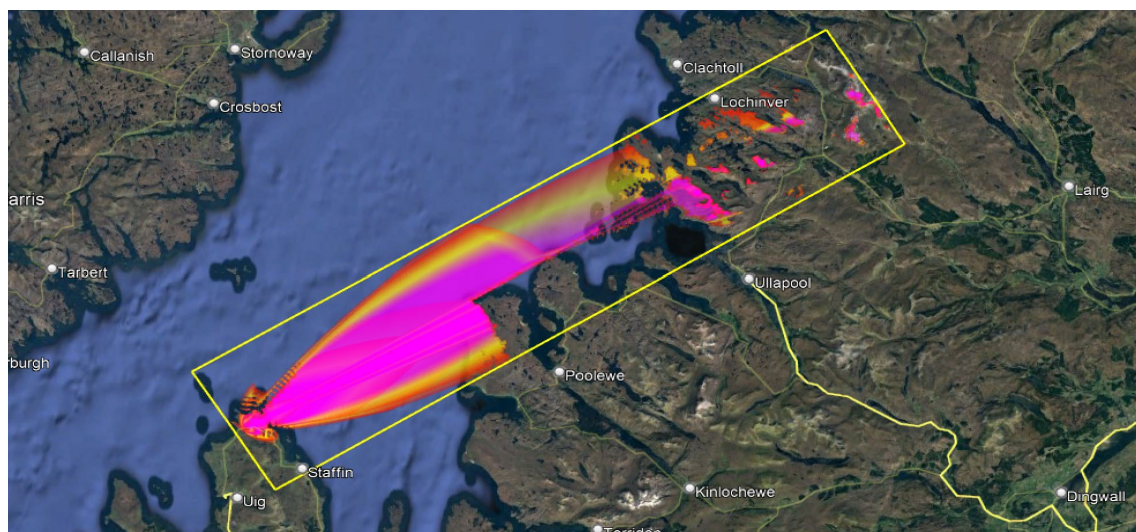 Callanish
Stornoway
Crosbost
Clachtoll
Lochinver
Lairg
arris
Tarbert
Ullapool
rburgh
Poolewe
Staffin
Uig
Kinlochewe
Dingwall